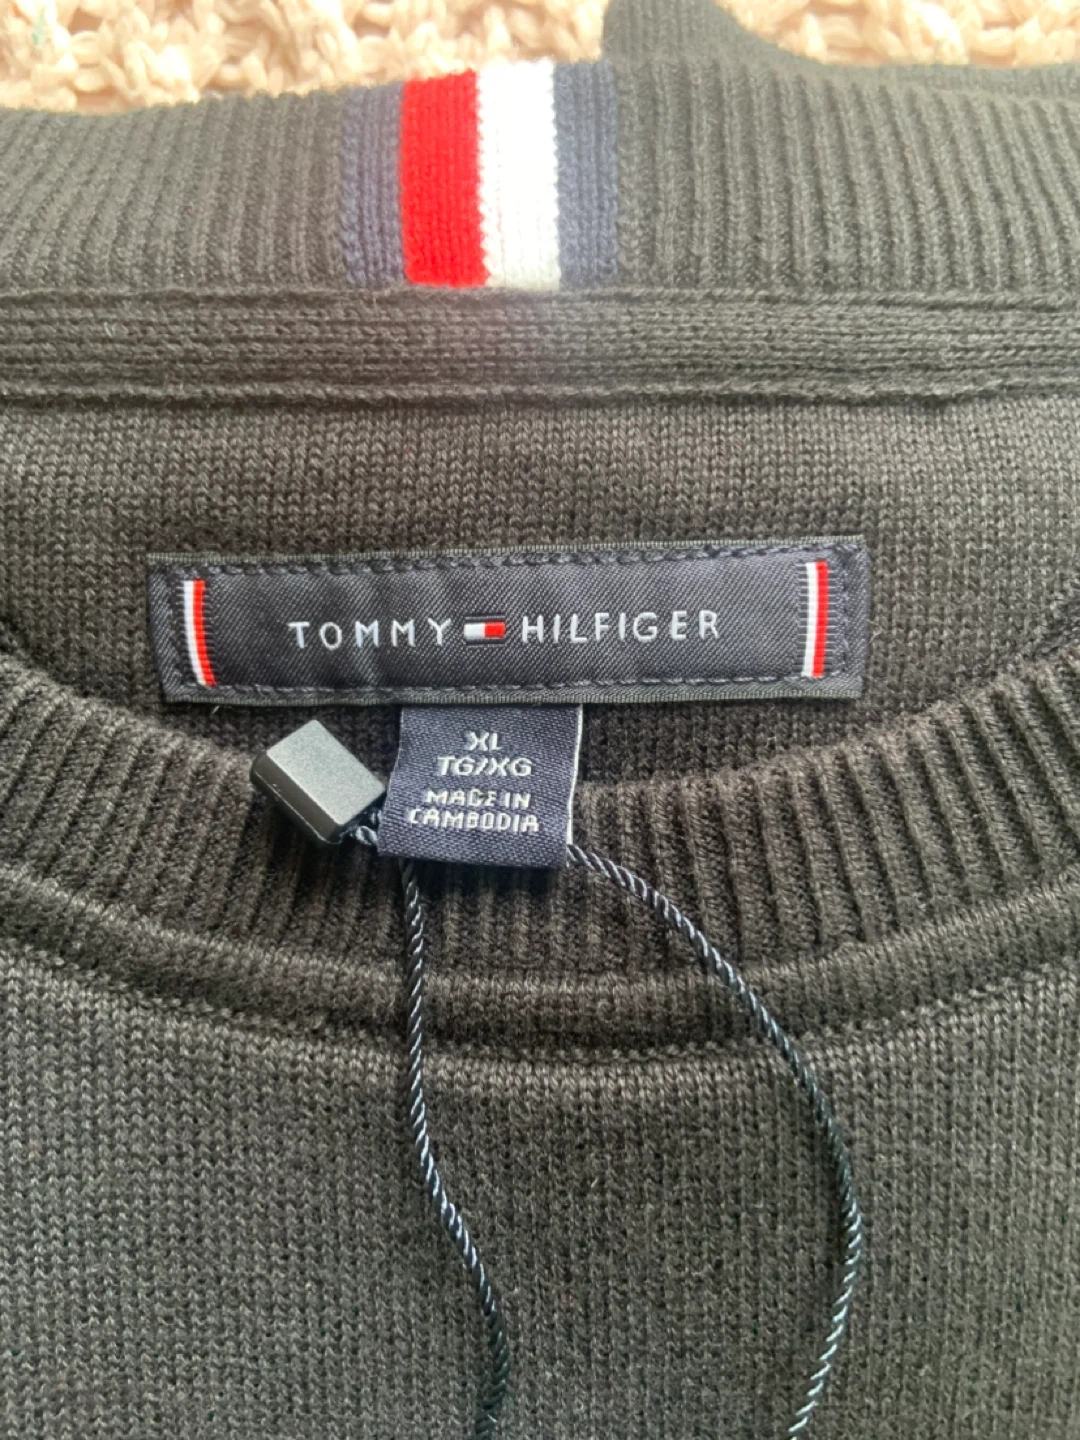 TOMMY HILFIGER
XL
TG/XG
MADE IN
CAMBODIA